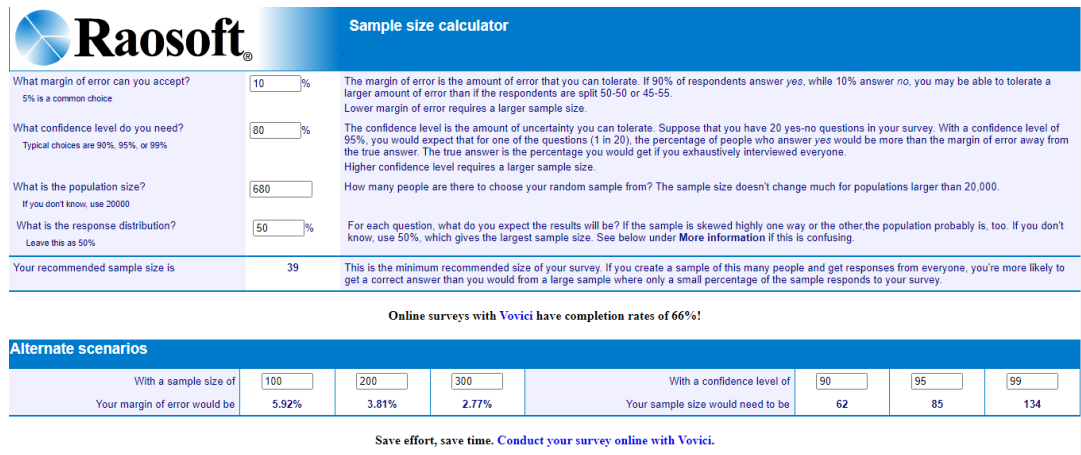 Raosoft®
Sample size calculator
What margin of error can you accept?
5% is a common choice
10 %
The margin of error is the amount of error that you can tolerate. If 90% of respondents answer yes, while 10% answer no, you may be able to tolerate a
larger amount of error than if the respondents are split 50-50 or 45-55.
Lower margin of error requires a larger sample size.
What confidence level do you need?
Typical choices are 90%, 95%, or 99%
80 %
The confidence level is the amount of uncertainty you can tolerate. Suppose that you have 20 yes-no questions in your survey. With a confidence level of
95%, you would expect that for one of the questions (1 in 20), the percentage of people who answer yes would be more than the margin of error away from
the true answer. The true answer is the percentage you would get if you exhaustively interviewed everyone.
Higher confidence level requires a larger sample size.
What is the population size?
If you don't know, use 20000
680
How many people are there to choose your random sample from? The sample size doesn't change much for populations larger than 20,000.
What is the response distribution?
Leave this as 50%
50 %
For each question, what do you expect the results will be? If the sample is skewed highly one way or the other,the population probably is, too. If you don't
know, use 50%, which gives the largest sample size. See below under More information if this is confusing.
Your recommended sample size is
39
This is the minimum recommended size of your survey. If you create a sample of this many people and get responses from everyone, you're more likely to
get a correct answer than you would from a large sample where only a small percentage of the sample responds to your survey.
Online surveys with Vovici have completion rates of 66%!
Alternate scenarios
With a sample size of 100 200 300 With a confidence level of 90 95 99
Your margin of error would be 5.92% 3.81% 2.77% Your sample size would need to be 62 85 134
Save effort, save time. Conduct your survey online with Vovici.